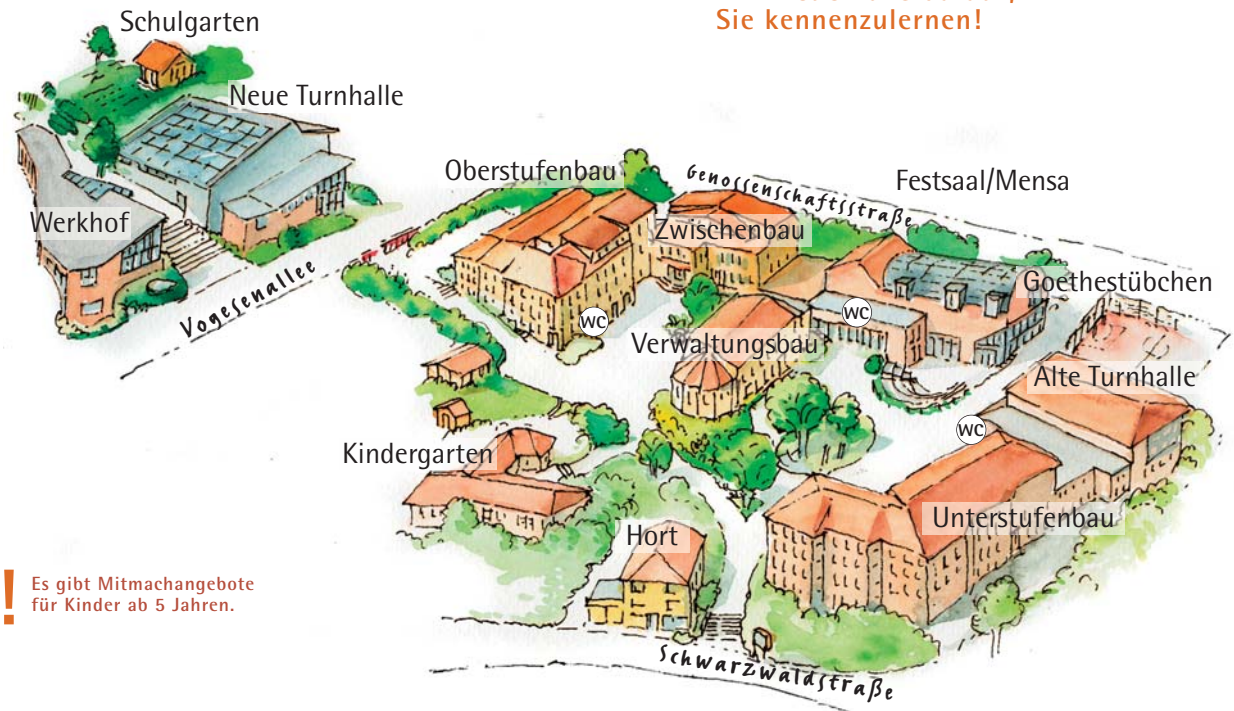 Sie kennenzulernen!
Schulgarten
Neue Turnhalle
Oberstufenbau
Genossenschaftsstraße
Festsaal/Mensa
Werkhof
Zwischenbau
Vogesenallee
Goethestübchen
WC
WC
Verwaltungsbau
Alte Turnhalle
WC
Kindergarten
Unterstufenbau
Hort
! Es gibt Mitmachangebote
für Kinder ab 5 Jahren.
Schwarzwaldstraße